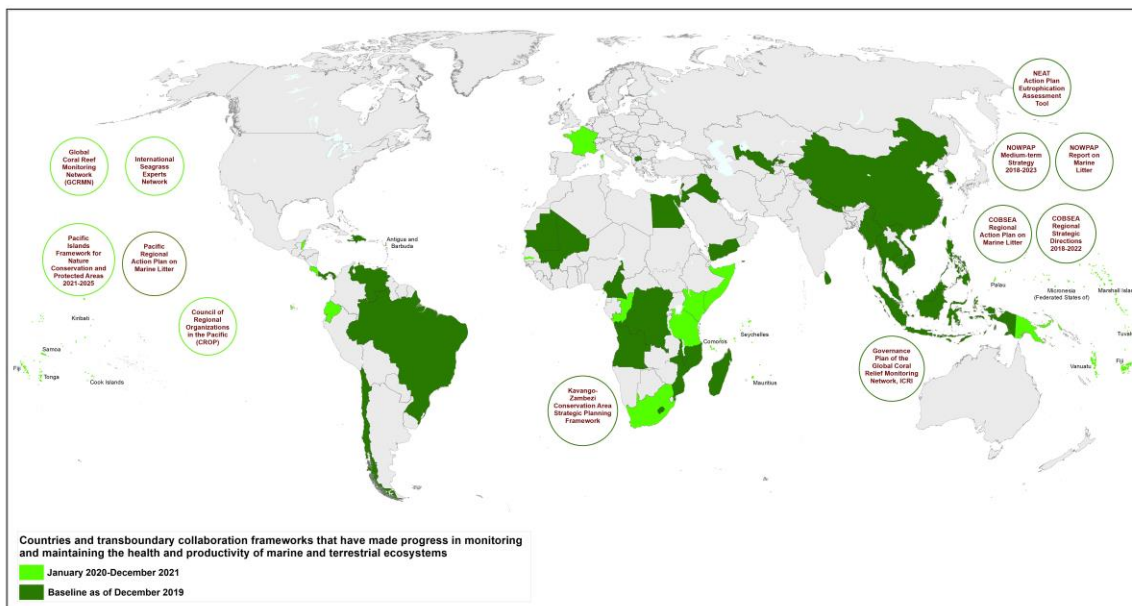 NEAT
Action Plan
Eutrophication
Assessment
Tool
Global
Coral Reef
Monitoring
Network
(GCRMN)
International
Seagrass
Experts
Network
NOWPAP
Medium-term
Strategy
2018-2023
NOWPAP
Report on
Marine
Litter
Pacific
Islands
Framework for
Nature
Conservation and
Protected Areas
2021-2025
Pacific
Regional
Action Plan on
Marine Litter
Antigua and
Barbuda
COBSEA
Regional
Action Plan on
Marine Litter
COBSEA
Regional
Strategic
Directions
2018-2022
Palau
Micronesia
(Federated States of)
Marshell Islan
Kiribati
Council of
Regional
Organizations
in the Pacific
(CROP)
Seychelles
Tuval
Samoa
Comoros
Fiji
Tonga
Cook Islands
Mauritius
Vanuatu
Fiji
Governance
Plan of the
Global Coral
Relief Monitoring
Network, ICRI
Kavango-
Zambezi
Conservation Area
Strategic Planning
Framework
Countries and transboundary collaboration frameworks that have made progress in monitoring
and maintaining the health and productivity of marine and terrestrial ecosystems
January 2020-December 2021
Baseline as of December 2019